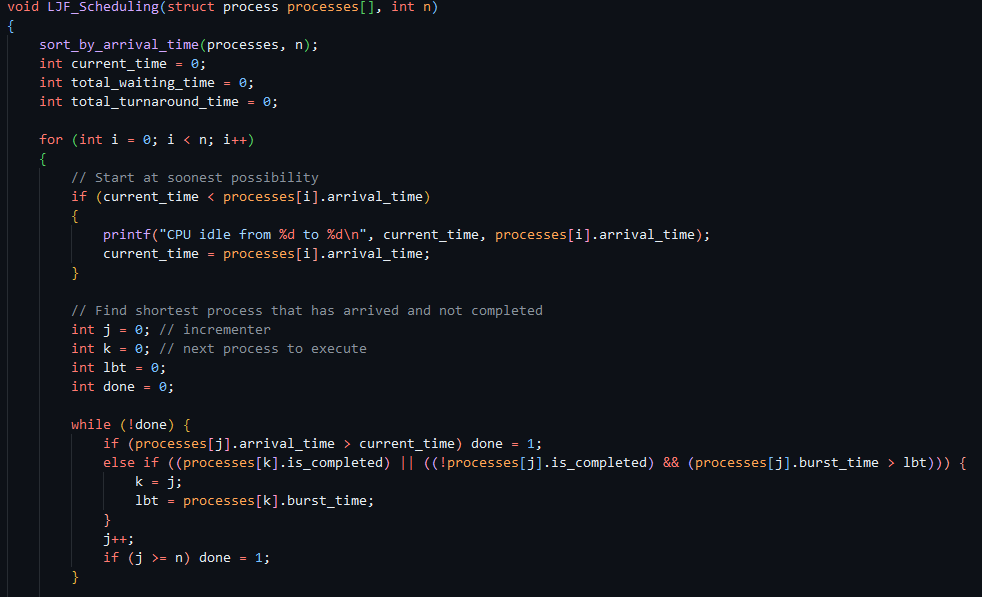 void LJF_Scheduling(struct process processes[], int n)
{
    sort_by_arrival_time(processes, n);
    int current_time = 0;
    int total_waiting_time = 0;
    int total_turnaround_time = 0;

    for (int i = 0; i < n; i++)
    {
        // Start at soonest possibility
        if (current_time < processes[i].arrival_time)
        {
            printf("CPU idle from %d to %d\n", current_time, processes[i].arrival_time);
            current_time = processes[i].arrival_time;
        }

        // Find shortest process that has arrived and not completed
        int j = 0; // incrementer
        int k = 0; // next process to execute
        int lbt = 0;
        int done = 0;

        while (!done) {
            if (processes[j].arrival_time > current_time) done = 1;
            else if ((processes[k].is_completed) || ((!processes[j].is_completed) && (processes[j].burst_time > lbt))) {
                k = j;
                lbt = processes[k].burst_time;
            }
            j++;
            if (j >= n) done = 1;
        }